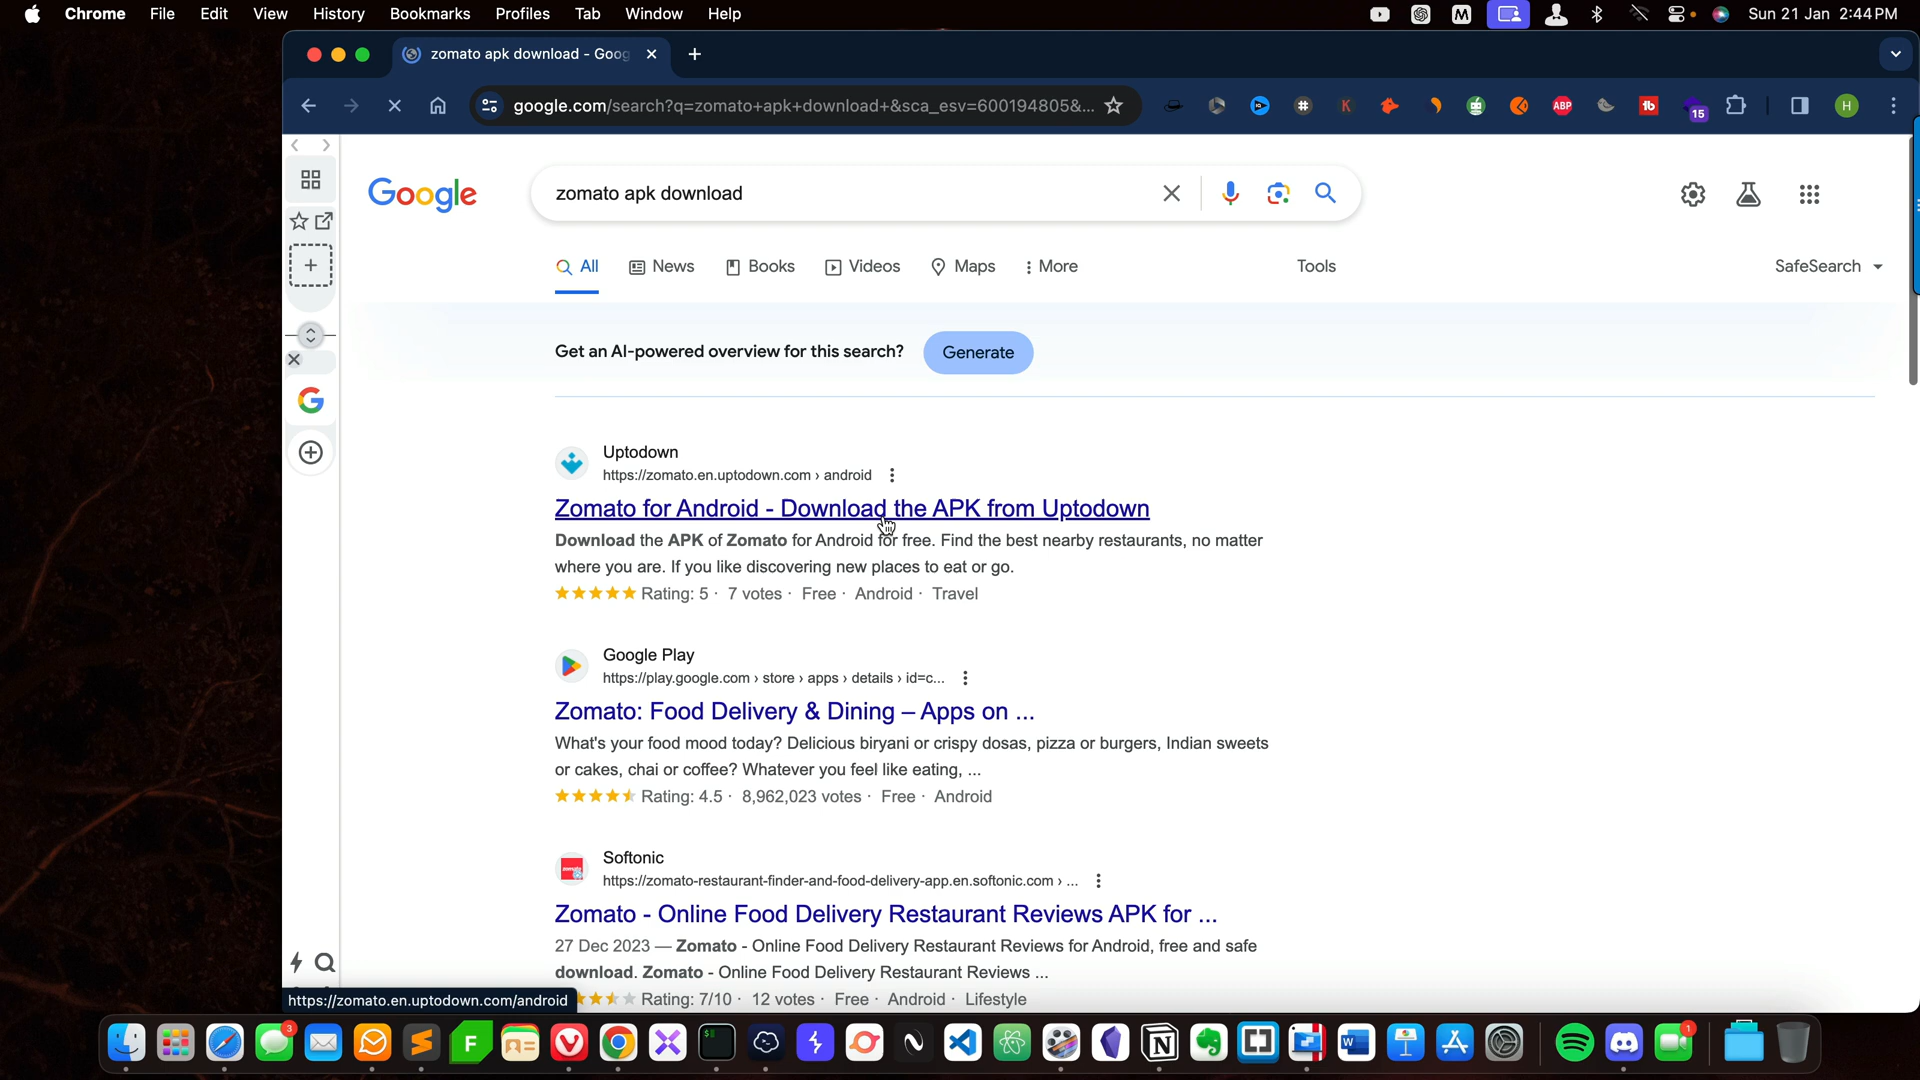 Chrome File Edit View History Bookmarks Profiles Tab Window Help Sun 21 Jan 2:44 PM
zomato apk download - Goog
google.com/search?q=zomato+apk+download+&sca_esv=600194805&...
ABP
15
H
Google
zomato apk download
All News Books Videos Maps More Tools SafeSearch
Get an AI-powered overview for this search? Generate
Uptodown
https://zomato.en.uptodown.com › android
Zomato for Android - Download the APK from Uptodown
Download the APK of Zomato for Android for free. Find the best nearby restaurants, no matter
where you are. If you like discovering new places to eat or go.
Rating: 5 · 7 votes · Free · Android · Travel
Google Play
https://play.google.com › store › apps › details › id=c...
Zomato: Food Delivery & Dining – Apps on ...
What's your food mood today? Delicious biryani or crispy dosas, pizza or burgers, Indian sweets
or cakes, chai or coffee? Whatever you feel like eating, ...
Rating: 4.5 · 8,962,023 votes · Free · Android
Softonic
https://zomato-restaurant-finder-and-food-delivery-app.en.softonic.com › ...
Zomato - Online Food Delivery Restaurant Reviews APK for ...
27 Dec 2023 — Zomato - Online Food Delivery Restaurant Reviews for Android, free and safe
download. Zomato - Online Food Delivery Restaurant Reviews ...
Rating: 7/10 · 12 votes · Free · Android · Lifestyle
https://zomato.en.uptodown.com/android
3
1